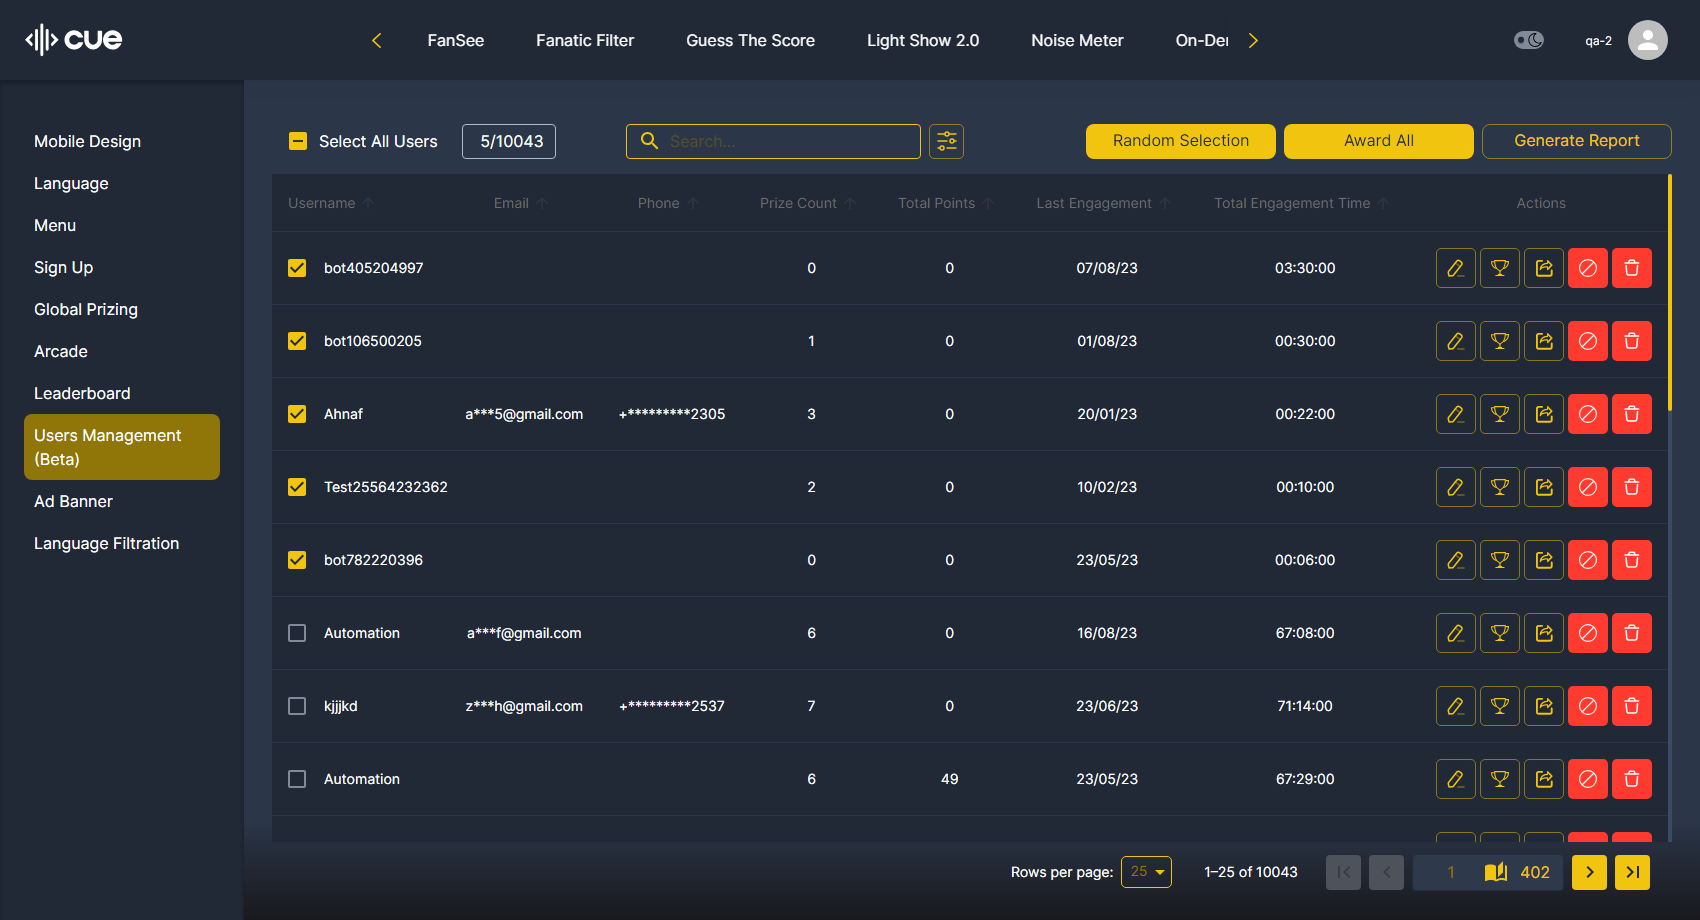 cue
FanSee Fanatic Filter Guess The Score Light Show 2.0 Noise Meter On-De
qa-2
Mobile Design
Language
Menu
Sign Up
Global Prizing
Arcade
Leaderboard
Users Management
(Beta)
Ad Banner
Language Filtration
Select All Users 5/10043 Search... Random Selection Award All Generate Report
Username Email Phone Prize Count Total Points Last Engagement Total Engagement Time Actions
bot405204997 0 0 07/08/23 03:30:00
bot106500205 1 0 01/08/23 00:30:00
Ahnaf a***5@gmail.com +*********2305 3 0 20/01/23 00:22:00
Test25564232362 2 0 10/02/23 00:10:00
bot782220396 0 0 23/05/23 00:06:00
Automation a***f@gmail.com 6 0 16/08/23 67:08:00
kjjjkd z***h@gmail.com +*********2537 7 0 23/06/23 71:14:00
Automation 6 49 23/05/23 67:29:00
Rows per page: 25 1–25 of 10043 1 402